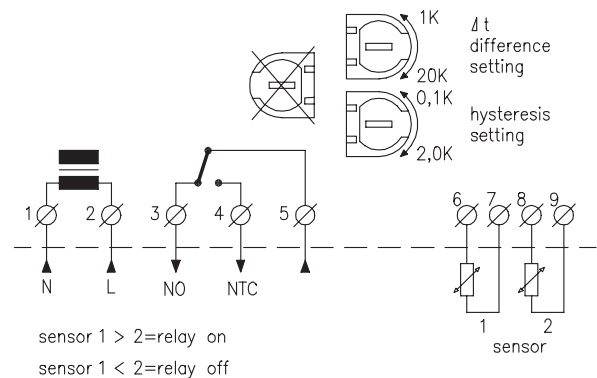 1K
Δt
difference
setting
20K
0,1K
hysteresis
setting
2,0K
1 2 3 4 5 6 7 8 9
N L NO NTC
1 2
sensor
sensor 1 > 2=relay on
sensor 1 < 2=relay off